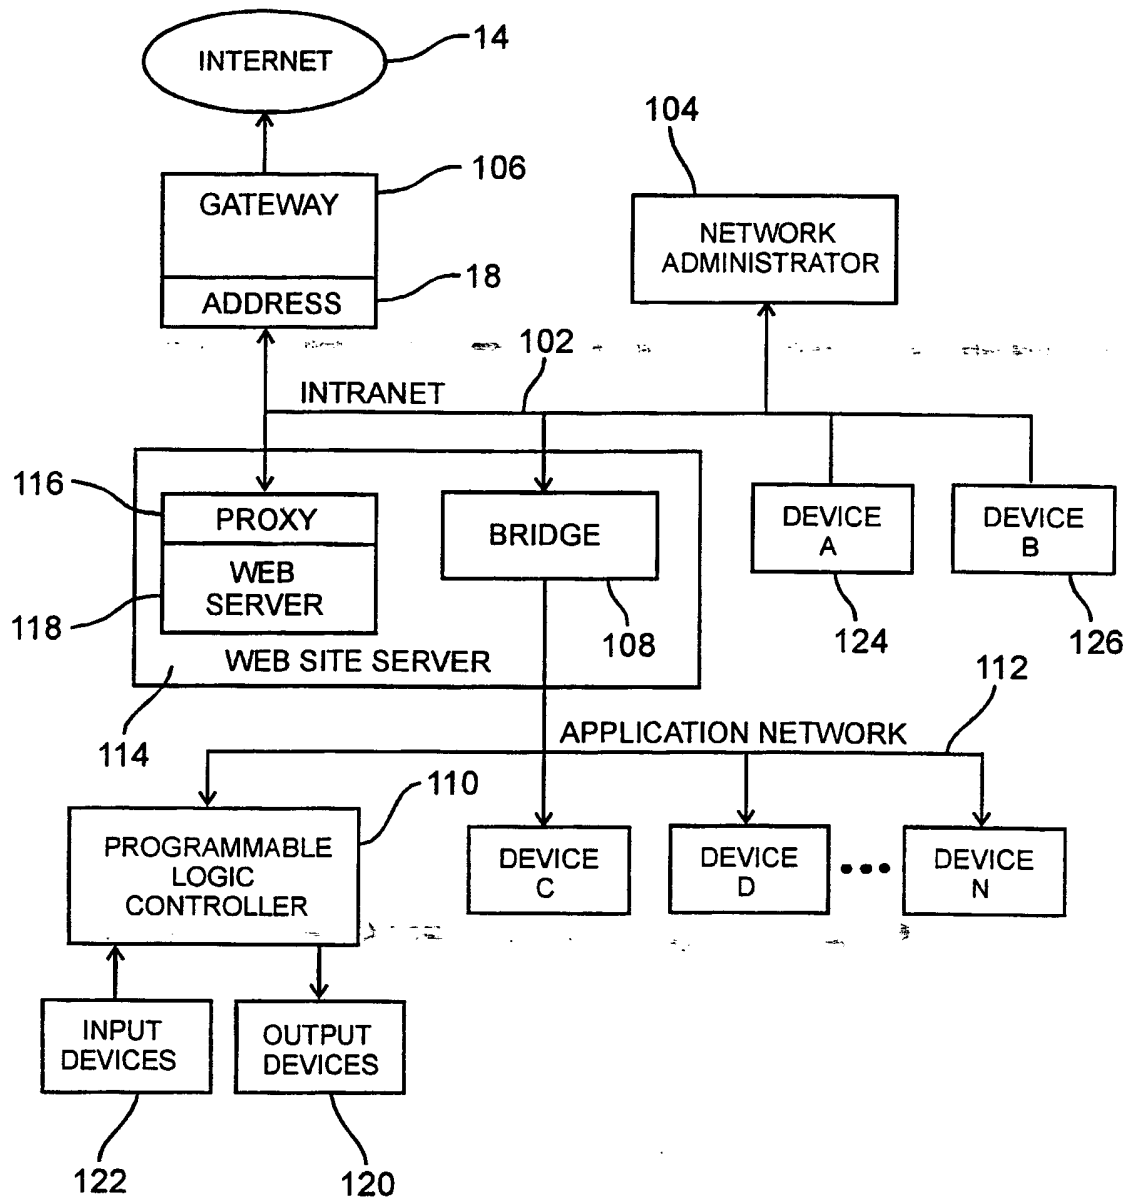 INTERNET
14
104
GATEWAY
106
NETWORK
ADMINISTRATOR
ADDRESS
18
102
INTRANET
116
PROXY
BRIDGE
DEVICE
A
DEVICE
B
WEB
SERVER
118
108
124
126
WEB SITE SERVER
114
112
APPLICATION NETWORK
110
PROGRAMMABLE
LOGIC
CONTROLLER
DEVICE
C
DEVICE
D
DEVICE
N
INPUT
DEVICES
OUTPUT
DEVICES
122
120